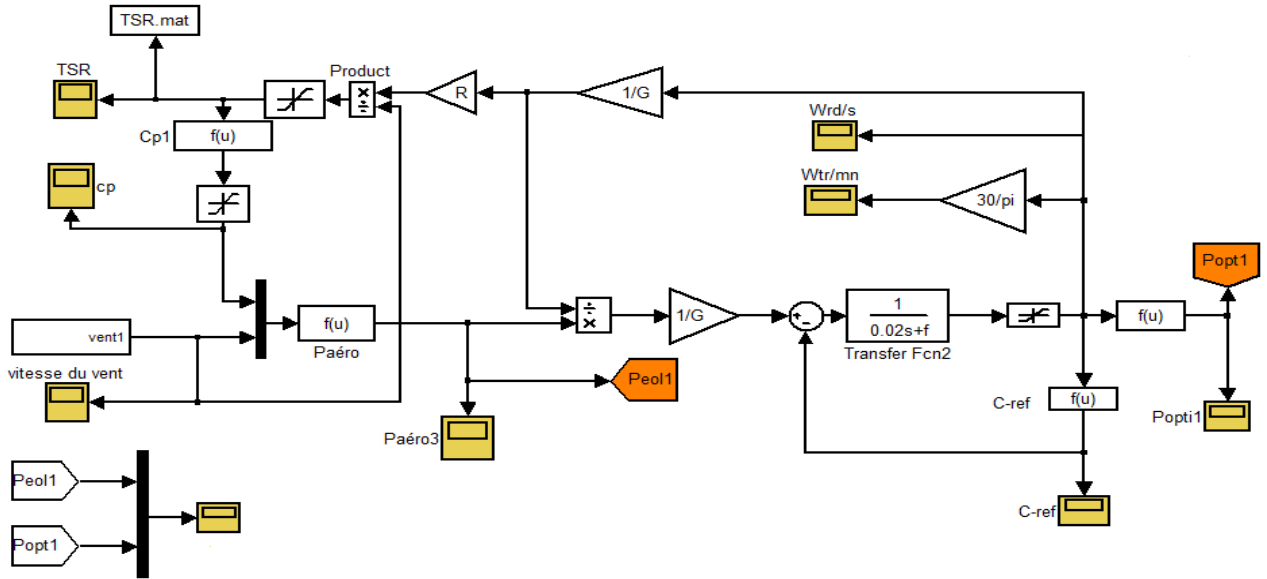 TSR.mat
TSR
Product
R
1/G
Wrd/s
Cp1
f(u)
cp
Wtr/mn
30/pi
Popt1
vent1
f(u)
Paéro
÷
×
1/G
+
-
1
0.02s+f
Transfer Fcn2
f(u)
vitesse du vent
Peol1
C-ref
f(u)
Popti1
Paéro3
Peol1
Popt1
C-ref
×
÷